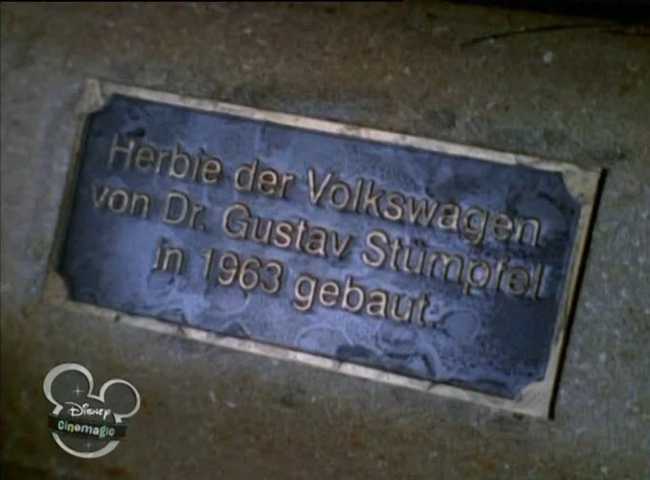 Herbie der Volkswagen
von Dr. Gustav Stümpfel
in 1963 gebaut.
Disney
Cinemagic